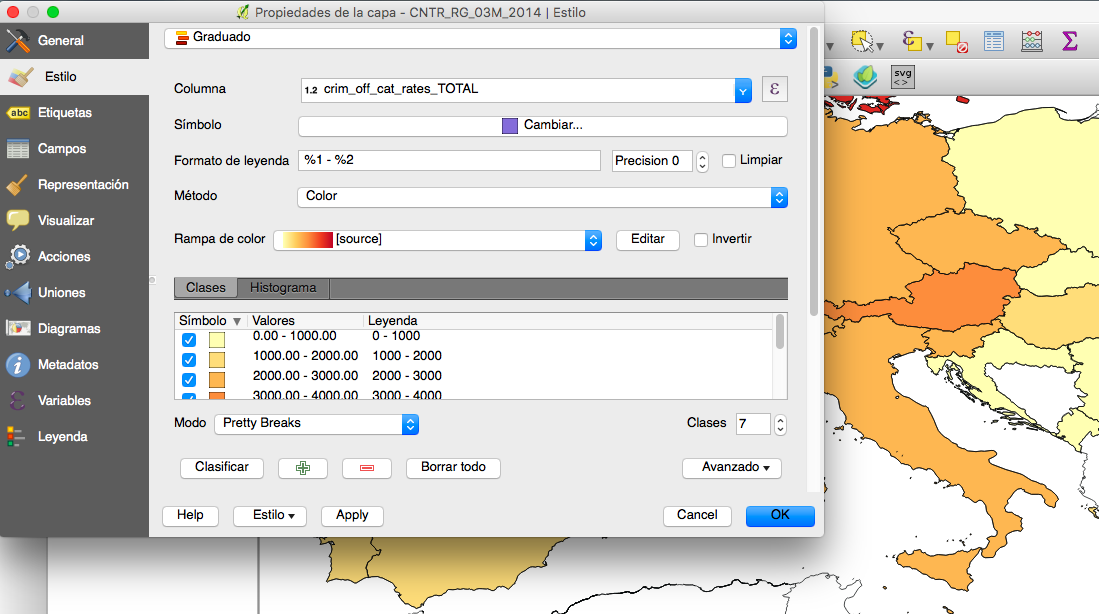 Propiedades de la capa - CNTR_RG_03M_2014 | Estilo
General
Estilo
abc Etiquetas
Campos
Representación
Visualizar
Acciones
Uniones
Diagramas
Metadatos
Variables
Leyenda
Graduado
Columna 1.2 crim_off_cat_rates_TOTAL ε
Símbolo Cambiar...
Formato de leyenda %1 - %2 Precision 0 Limpiar
Método Color
Rampa de color [source] Editar Invertir
Clases Histograma
Símbolo Valores Leyenda
0.00 - 1000.00 0 - 1000
1000.00 - 2000.00 1000 - 2000
2000.00 - 3000.00 2000 - 3000
3000.00 - 4000.00 3000 - 4000
Modo Pretty Breaks Clases 7
Clasificar Borrar todo Avanzado
Help Estilo Apply Cancel OK
ε Σ
svg
<>